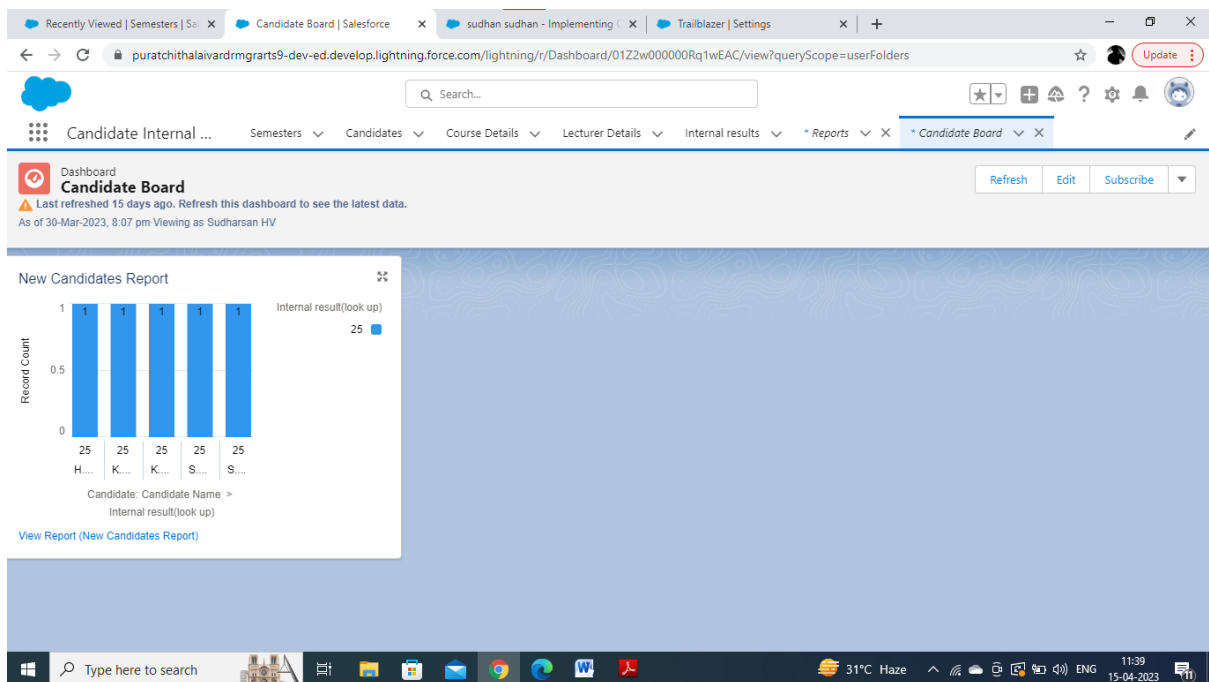 Recently Viewed | Semesters | Sal
Candidate Board | Salesforce
sudhan sudhan - Implementing
Trailblazer | Settings
puratchithalaivardrmgrarts9-dev-ed.develop.lightning.force.com/lightning/r/Dashboard/01Z2w000000Rq1wEAC/view?queryScope=userFolders
Update
Search...
Candidate Internal ...
Semesters
Candidates
Course Details
Lecturer Details
Internal results
* Reports
* Candidate Board
Dashboard
Candidate Board
Last refreshed 15 days ago. Refresh this dashboard to see the latest data.
As of 30-Mar-2023, 8:07 pm·Viewing as Sudharsan HV
Refresh
Edit
Subscribe
New Candidates Report
Internal result(look up)
25
Record Count
1
0.5
0
1 1 1 1 1
25 25 25 25 25
H.... K.... K.... S.... S....
Candidate: Candidate Name >
Internal result(look up)
View Report (New Candidates Report)
Type here to search
31°C Haze
ENG
11:39
15-04-2023